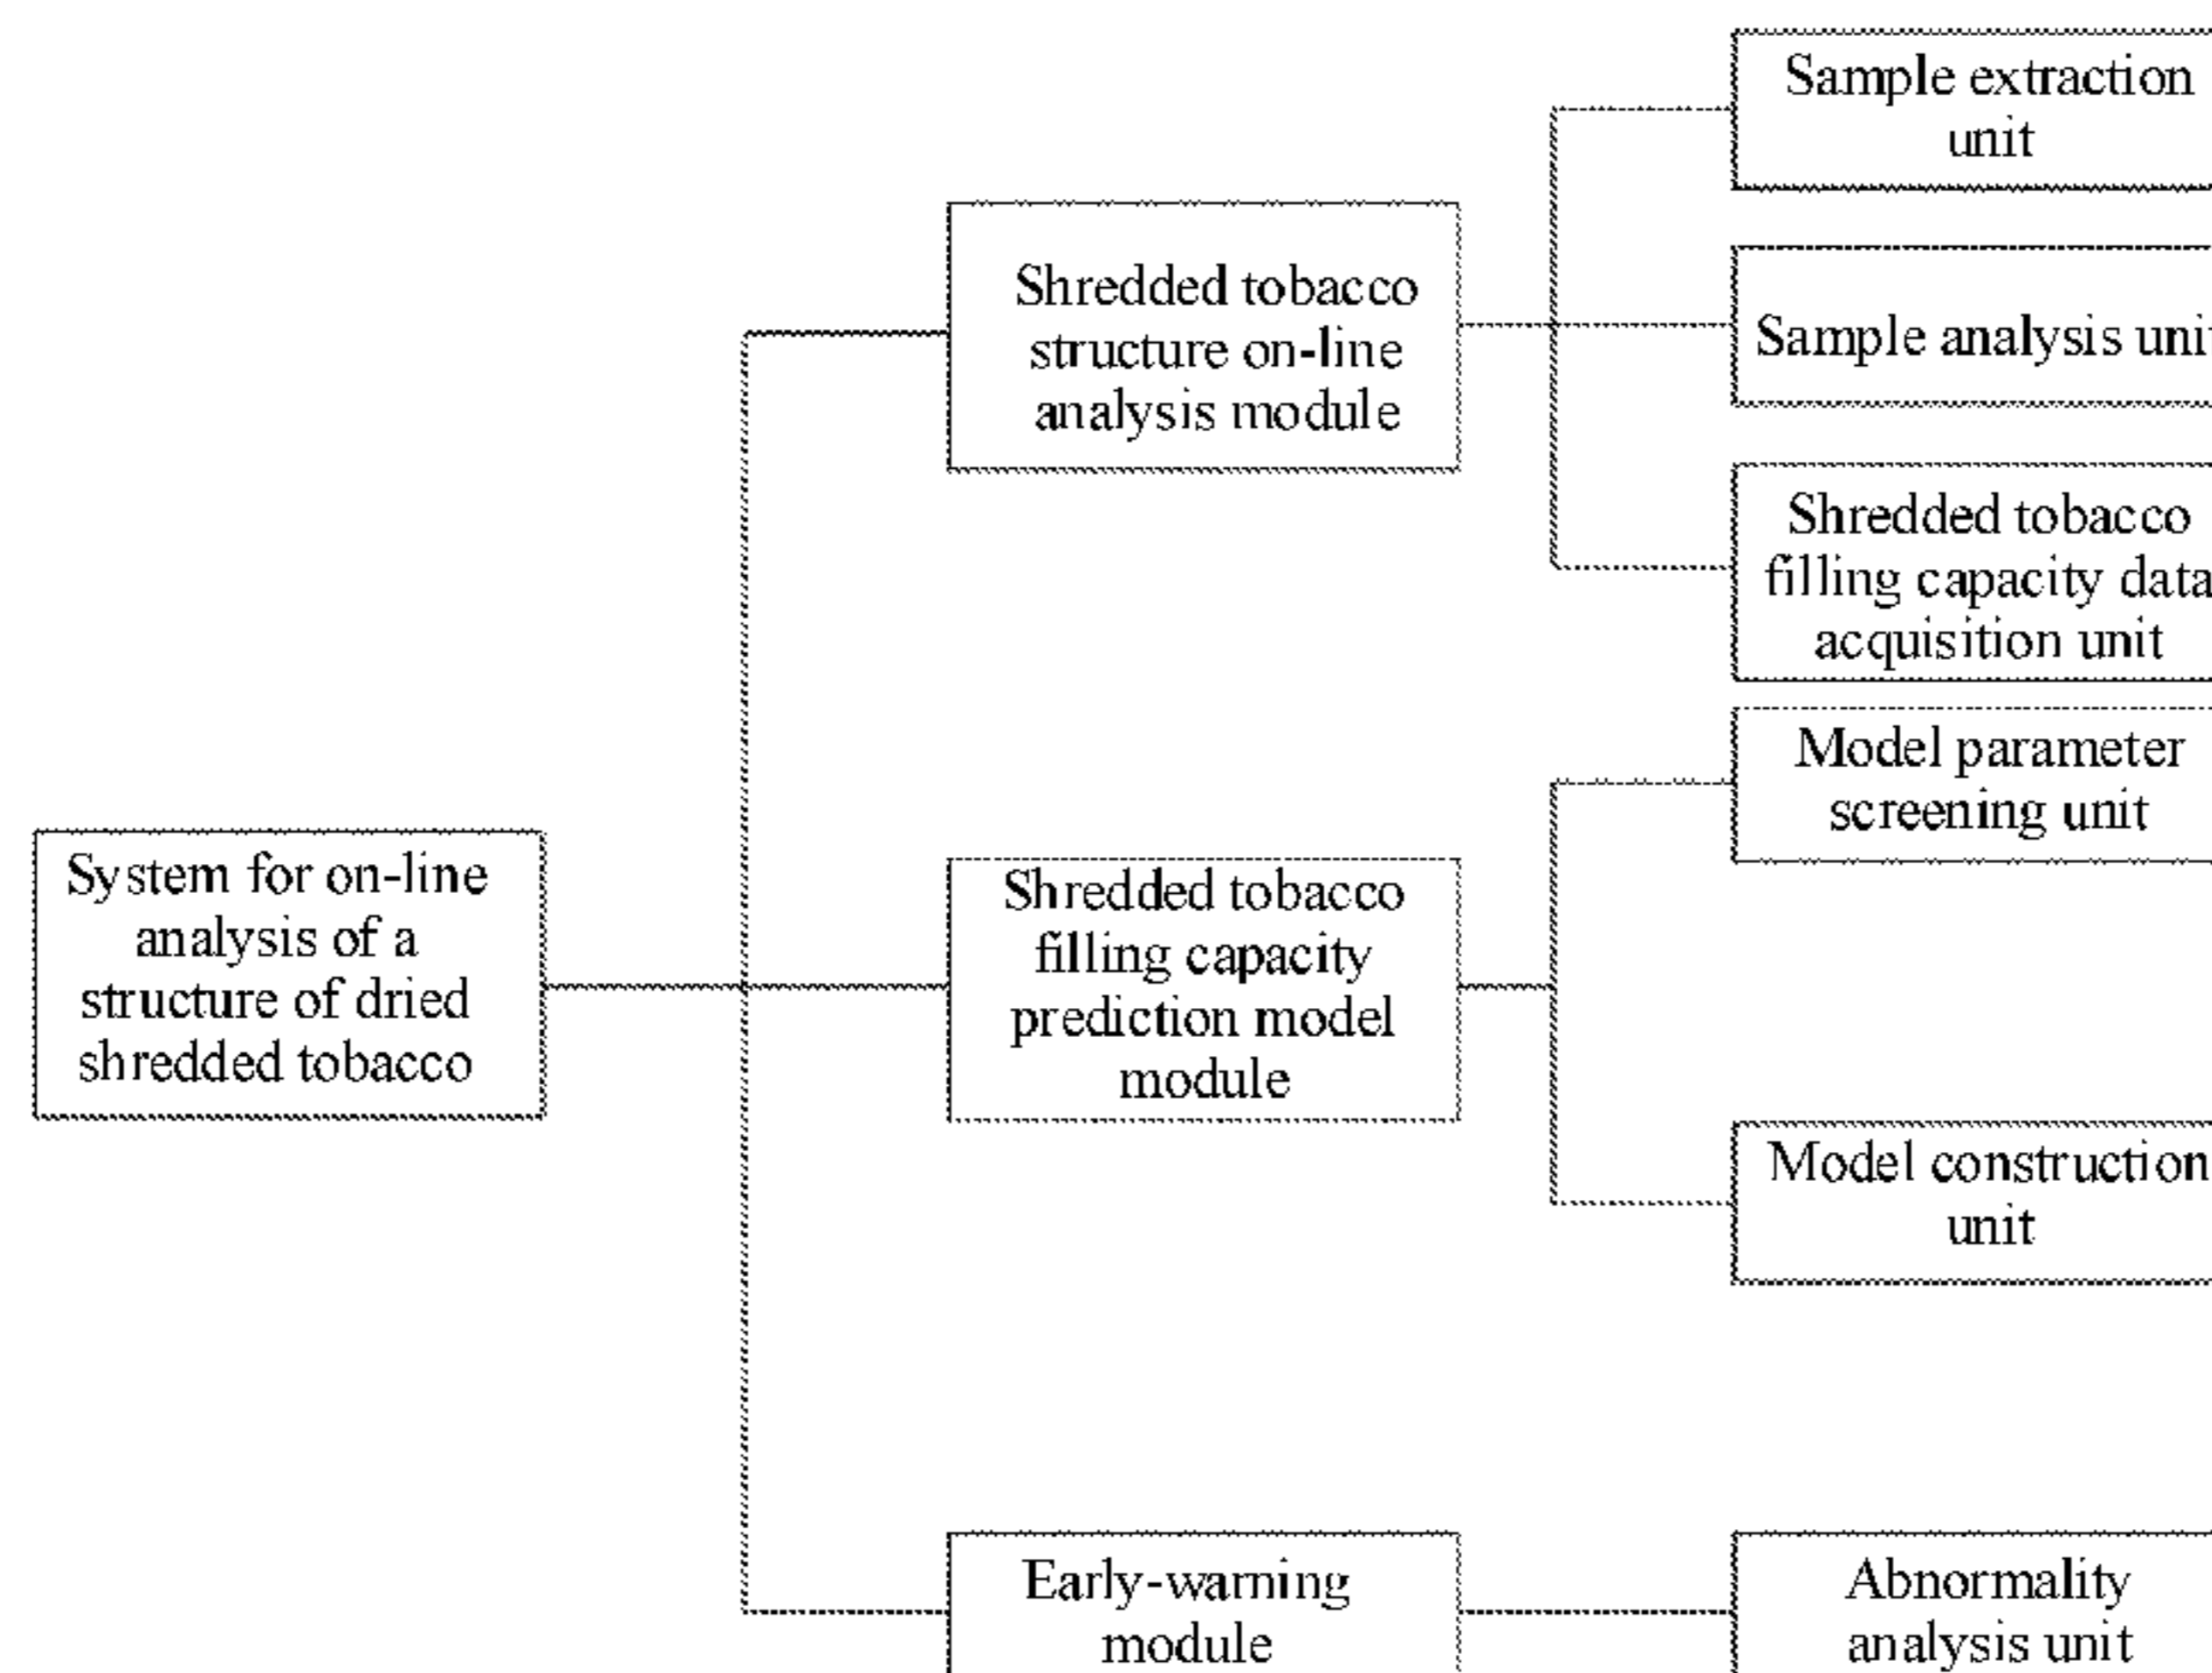 System for on-line
analysis of a
structure of dried
shredded tobacco
Shredded tobacco
structure on-line
analysis module
Sample extraction
unit
Sample analysis unit
Shredded tobacco
filling capacity data
acquisition unit
Shredded tobacco
filling capacity
prediction model
module
Model parameter
screening unit
Model construction
unit
Early-warning
module
Abnormality
analysis unit